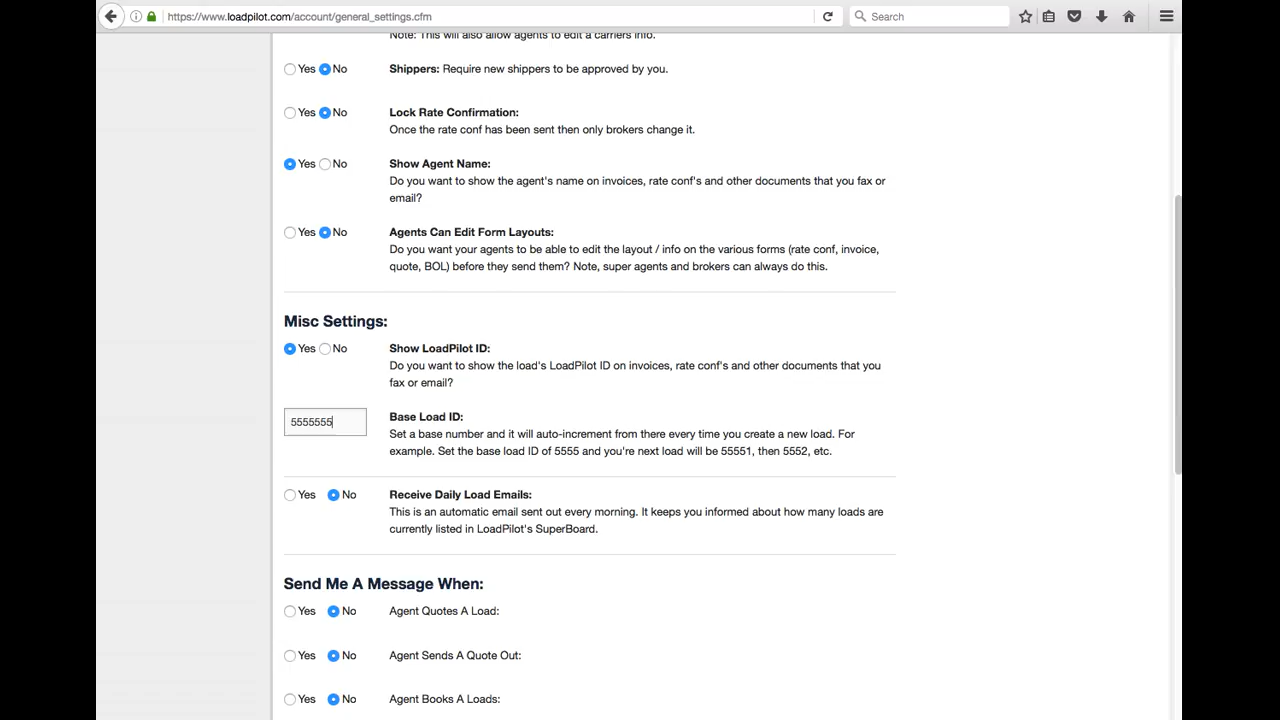 https://www.loadpilot.com/account/general_settings.cfm
Search
Note: This will also allow agents to edit a carriers info.
Yes No Shippers: Require new shippers to be approved by you.
Yes No Lock Rate Confirmation:
Once the rate conf has been sent then only brokers change it.
Yes No Show Agent Name:
Do you want to show the agent's name on invoices, rate conf's and other documents that you fax or
email?
Yes No Agents Can Edit Form Layouts:
Do you want your agents to be able to edit the layout / info on the various forms (rate conf, invoice,
quote, BOL) before they send them? Note, super agents and brokers can always do this.
Misc Settings:
Yes No Show LoadPilot ID:
Do you want to show the load's LoadPilot ID on invoices, rate conf's and other documents that you
fax or email?
5555555 Base Load ID:
Set a base number and it will auto-increment from there every time you create a new load. For
example. Set the base load ID of 5555 and you're next load will be 55551, then 5552, etc.
Yes No Receive Daily Load Emails:
This is an automatic email sent out every morning. It keeps you informed about how many loads are
currently listed in LoadPilot's SuperBoard.
Send Me A Message When:
Yes No Agent Quotes A Load:
Yes No Agent Sends A Quote Out:
Yes No Agent Books A Loads: